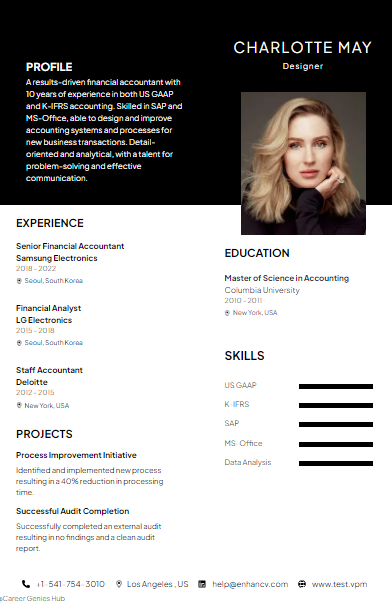 CHARLOTTE MAY
Designer
PROFILE
A results-driven financial accountant with
10 years of experience in both US GAAP
and K-IFRS accounting. Skilled in SAP and
MS-Office, able to design and improve
accounting systems and processes for
new business transactions. Detail-
oriented and analytical, with a talent for
problem-solving and effective
communication.
EXPERIENCE
Senior Financial Accountant
Samsung Electronics
2018 - 2022
Seoul, South Korea
Financial Analyst
LG Electronics
2015 - 2018
Seoul, South Korea
Staff Accountant
Deloitte
2012 - 2015
New York, USA
PROJECTS
Process Improvement Initiative
Identified and implemented new process
resulting in a 40% reduction in processing
time.
Successful Audit Completion
Successfully completed an external audit
resulting in no findings and a clean audit
report.
EDUCATION
Master of Science in Accounting
Columbia University
2010 - 2011
New York, USA
SKILLS
US GAAP
K-IFRS
SAP
MS-Office
Data Analysis
+1-541-754-3010 Los Angeles , US help@enhancv.com www.test.vpm
@Career Genies Hub